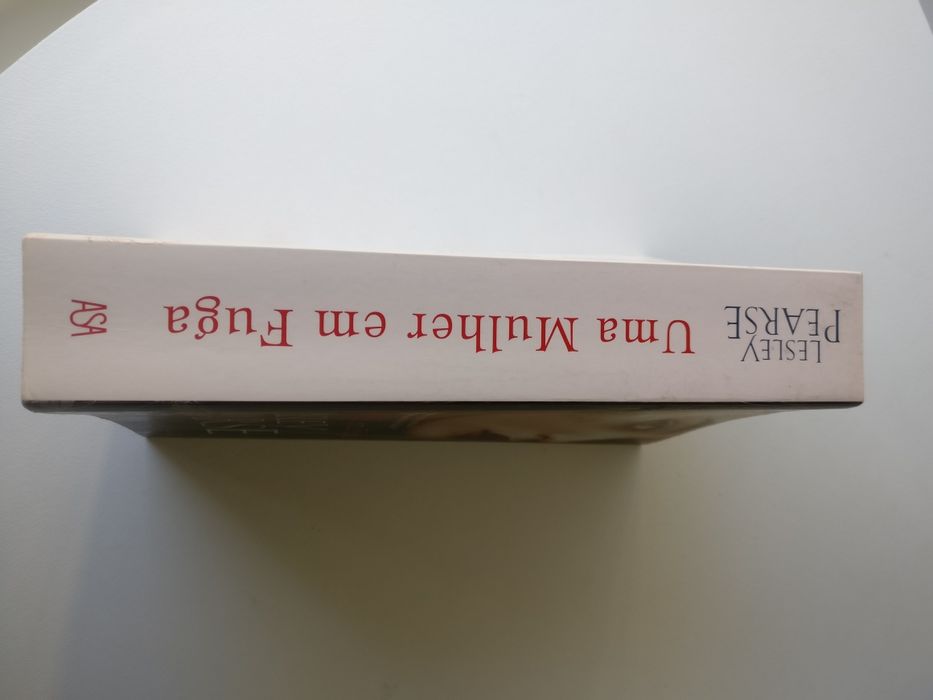 LESLEY
PEARSE
Uma Mulher em Fuga
ASA